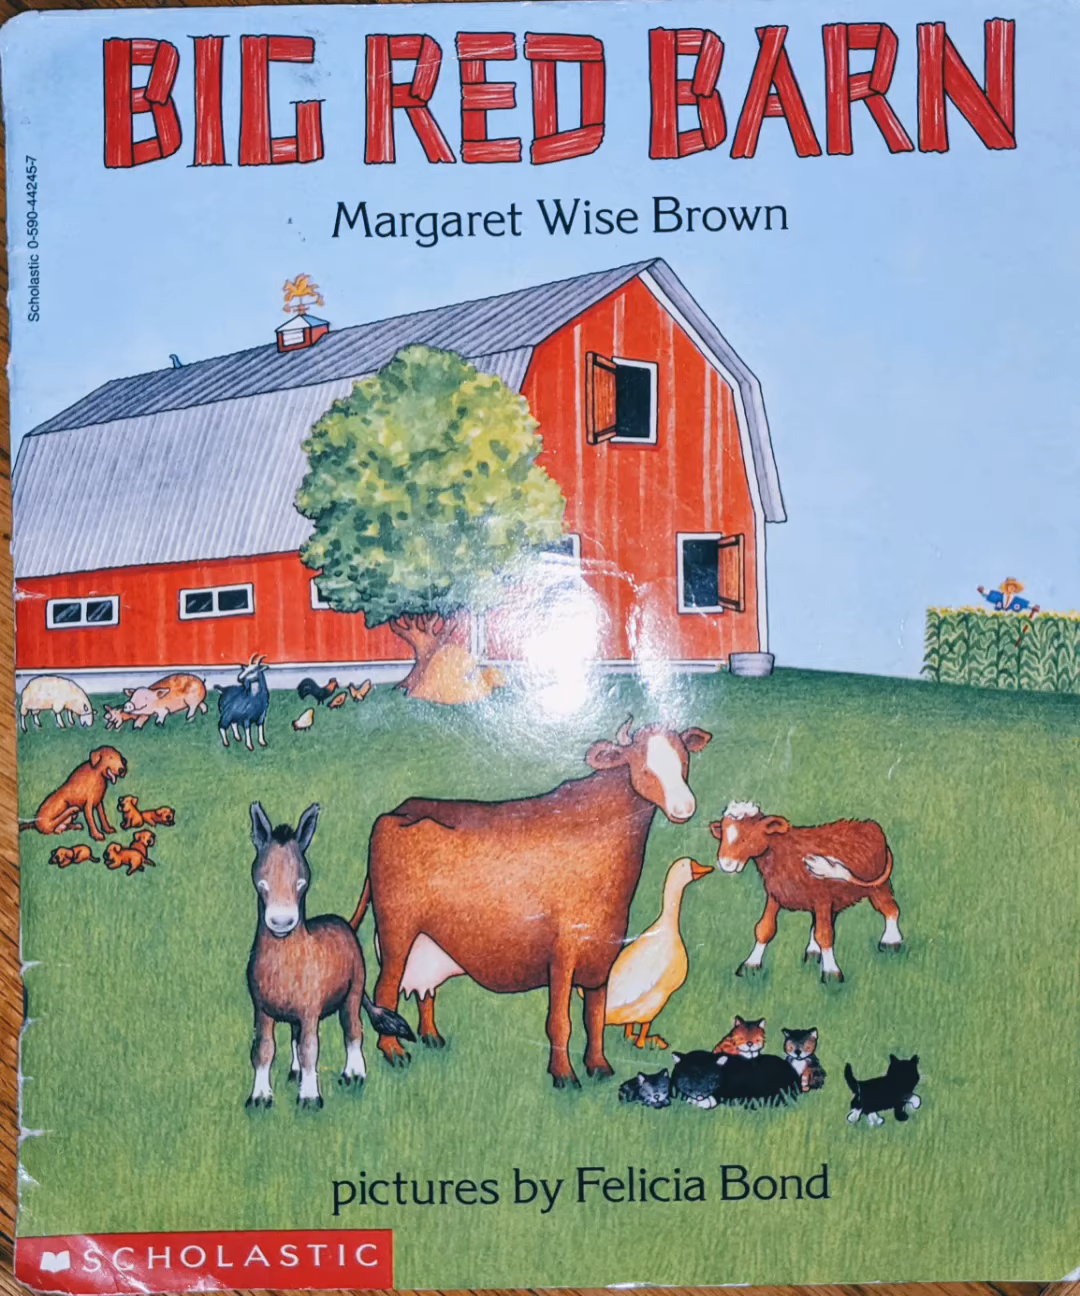 BIG RED BARN
Margaret Wise Brown
Scholastic 0-590-44245-7
pictures by Felicia Bond
SCHOLASTIC